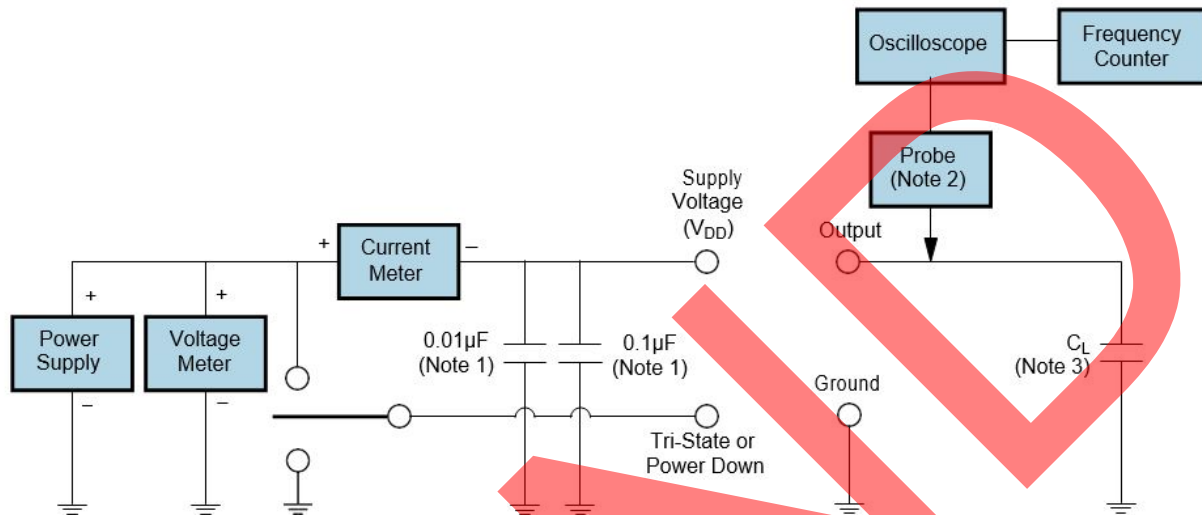 Oscilloscope
Frequency
Counter
Probe
(Note 2)
Supply
Voltage
(VDD)
Output
+
Current
Meter
–
+
Power
Supply
–
+
Voltage
Meter
–
0.01µF
(Note 1)
0.1µF
(Note 1)
CL
(Note 3)
Ground
Tri-State or
Power Down